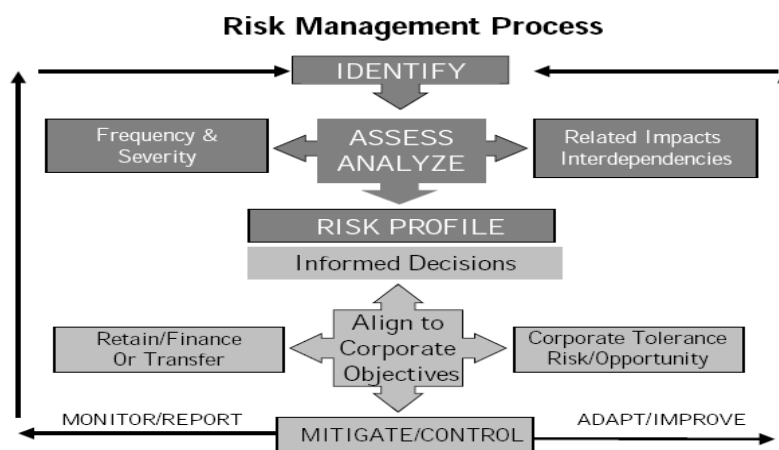 Risk Management Process
IDENTIFY
Frequency &
Severity
ASSESS
ANALYZE
Related Impacts
Interdependencies
RISK PROFILE
Informed Decisions
Retain/Finance
Or Transfer
Align to
Corporate
Objectives
Corporate Tolerance
Risk/Opportunity
MONITOR/REPORT
MITIGATE/CONTROL
ADAPT/IMPROVE